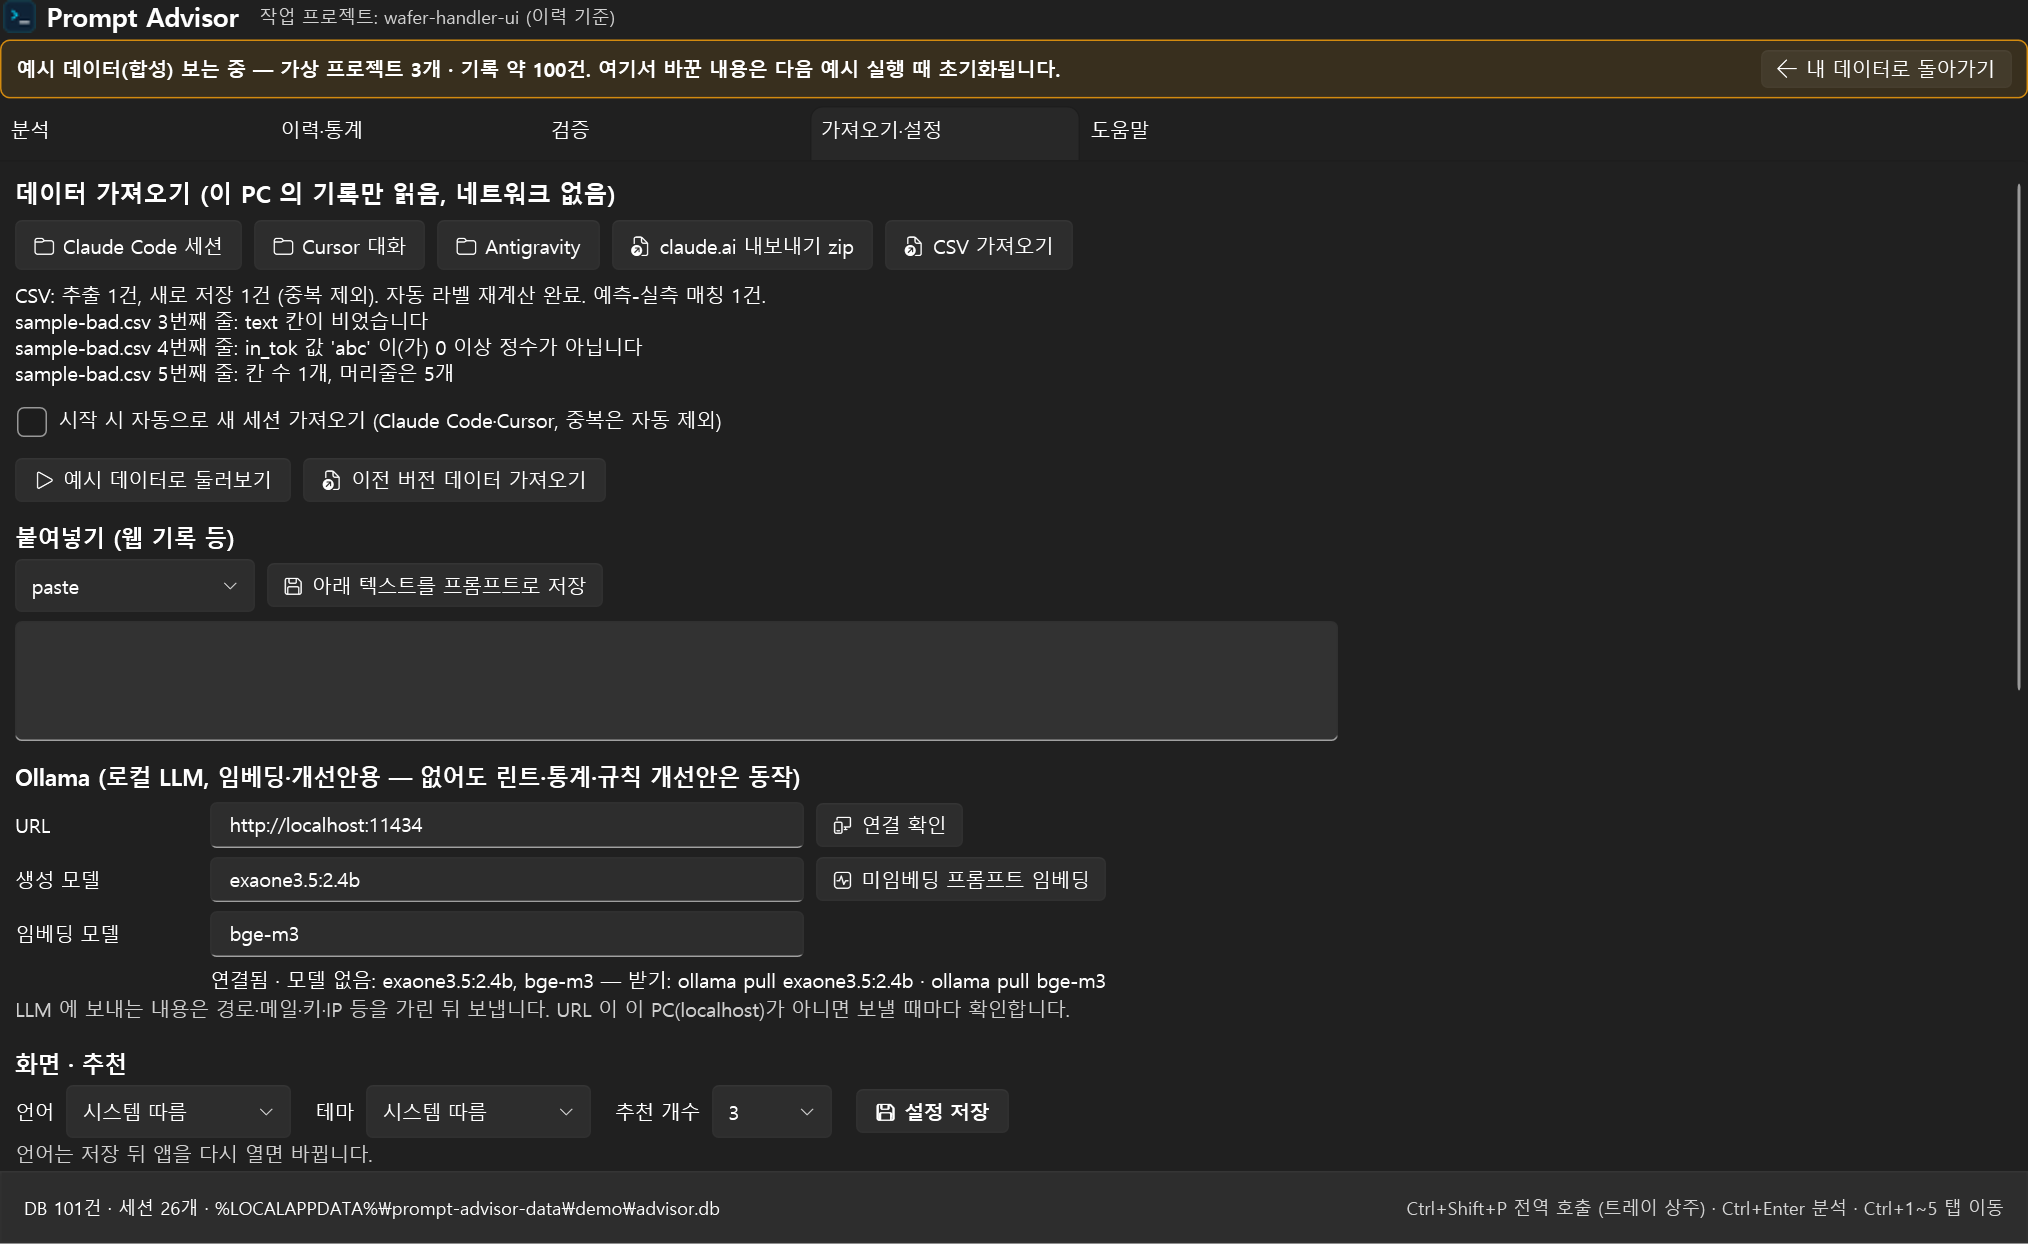 Prompt Advisor 작업 프로젝트: wafer-handler-ui (이력 기준)
예시 데이터(합성) 보는 중 — 가상 프로젝트 3개 · 기록 약 100건. 여기서 바꾼 내용은 다음 예시 실행 때 초기화됩니다. 내 데이터로 돌아가기
분석 이력·통계 검증 가져오기·설정 도움말
데이터 가져오기 (이 PC 의 기록만 읽음, 네트워크 없음)
Claude Code 세션 Cursor 대화 Antigravity claude.ai 내보내기 zip CSV 가져오기
CSV: 추출 1건, 새로 저장 1건 (중복 제외). 자동 라벨 재계산 완료. 예측-실측 매칭 1건.
sample-bad.csv 3번째 줄: text 칸이 비었습니다
sample-bad.csv 4번째 줄: in_tok 값 'abc' 이(가) 0 이상 정수가 아닙니다
sample-bad.csv 5번째 줄: 칸 수 1개, 머리줄은 5개
시작 시 자동으로 새 세션 가져오기 (Claude Code·Cursor, 중복은 자동 제외)
예시 데이터로 둘러보기 이전 버전 데이터 가져오기
붙여넣기 (웹 기록 등)
paste 아래 텍스트를 프롬프트로 저장
Ollama (로컬 LLM, 임베딩·개선안용 — 없어도 린트·통계·규칙 개선안은 동작)
URL http://localhost:11434 연결 확인
생성 모델 exaone3.5:2.4b 미임베딩 프롬프트 임베딩
임베딩 모델 bge-m3
연결됨 · 모델 없음: exaone3.5:2.4b, bge-m3 — 받기: ollama pull exaone3.5:2.4b · ollama pull bge-m3
LLM 에 보내는 내용은 경로·메일·키·IP 등을 가린 뒤 보냅니다. URL 이 이 PC(localhost)가 아니면 보낼 때마다 확인합니다.
화면 · 추천
언어 시스템 따름 테마 시스템 따름 추천 개수 3 설정 저장
언어는 저장 뒤 앱을 다시 열면 바뀝니다.
DB 101건 · 세션 26개 · %LOCALAPPDATA%₩prompt-advisor-data₩demo₩advisor.db Ctrl+Shift+P 전역 호출 (트레이 상주) · Ctrl+Enter 분석 · Ctrl+1~5 탭 이동